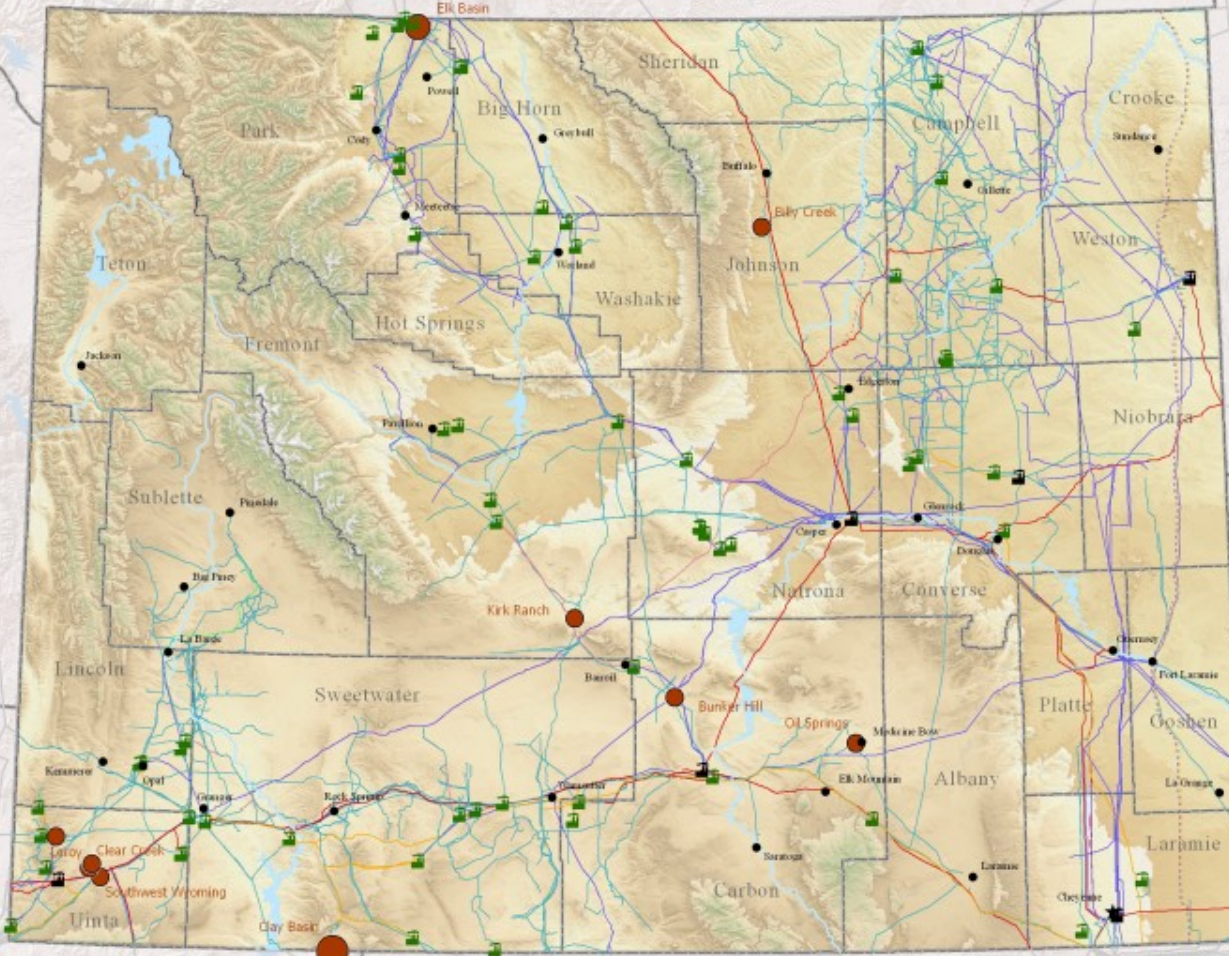 Elk Basin
Sheridan
Powell
Big Horn
Crooke
Park
Campbell
Cody
Greybull
Sundance
Buffalo
Gillette
Meeteetse
Billy Creek
Teton
Johnson
Weston
Worland
Washakie
Hot Springs
Fremont
Jackson
Edgerton
Niobrara
Pavillion
Sublette
Pinedale
Casper
Glenrock
Douglas
Big Piney
Natrona
Converse
Kirk Ranch
La Barge
Guernsey
Fort Laramie
Lincoln
Sweetwater
Bairoil
Bunker Hill
Platte
Goshen
Oil Springs
Medicine Bow
Kemmerer
Opal
Elk Mountain
Albany
La Grange
Granger
Rock Springs
Wamsutter
Leroy
Clear Creek
Saratoga
Laramie
Laramie
Southwest Wyoming
Carbon
Cheyenne
Uinta
Clay Basin